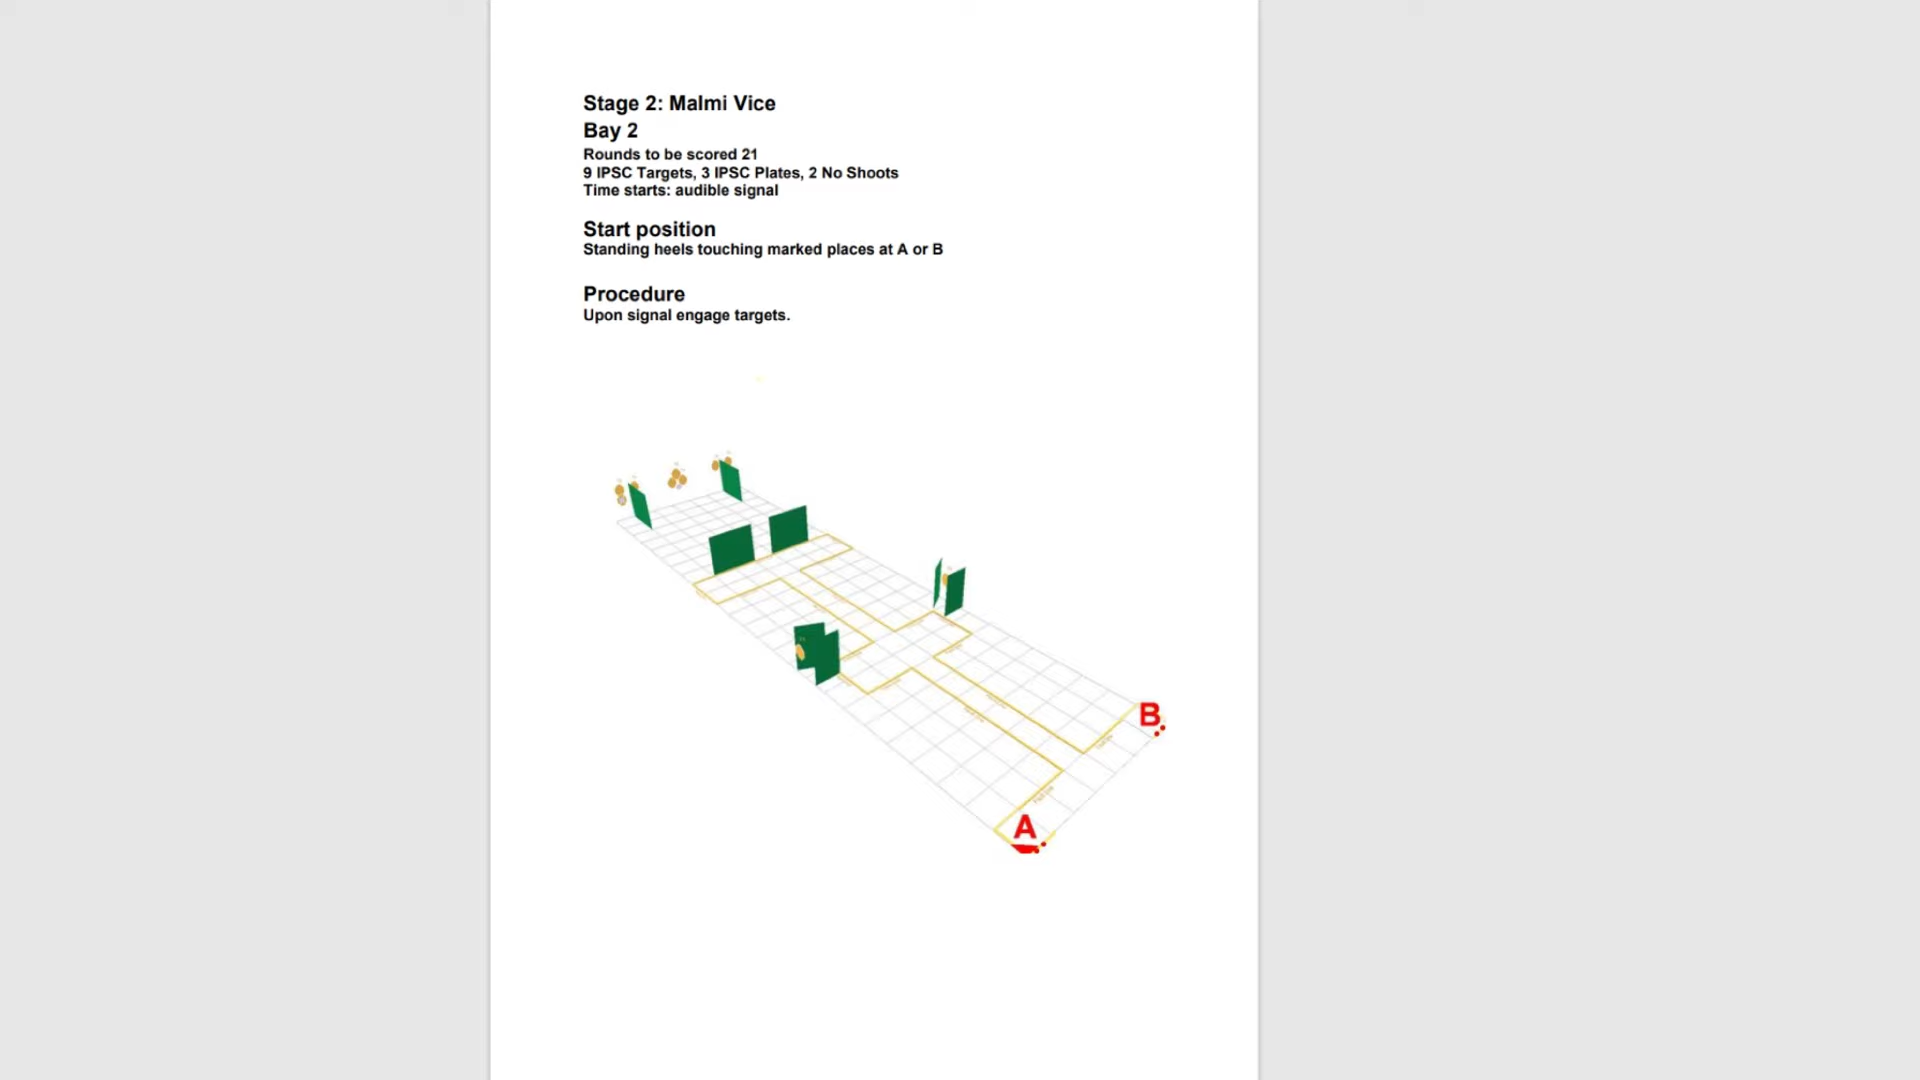 Stage 2: Malmi Vice
Bay 2
Rounds to be scored 21
9 IPSC Targets, 3 IPSC Plates, 2 No Shoots
Time starts: audible signal
Start position
Standing heels touching marked places at A or B
Procedure
Upon signal engage targets.
B
A